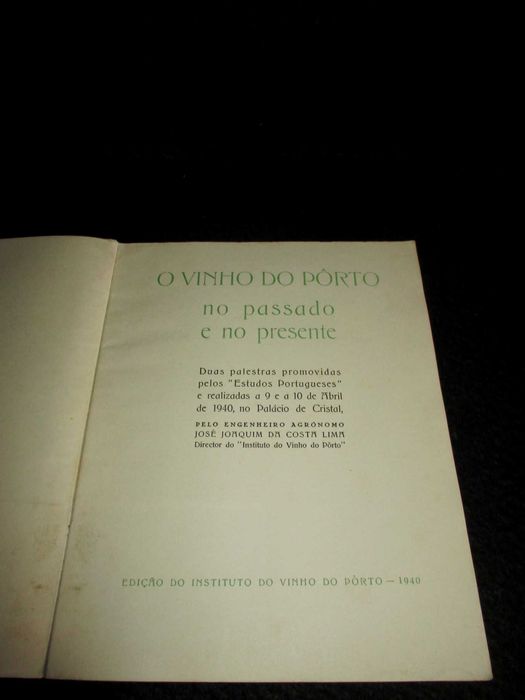 O VINHO DO PÔRTO
no passado
e no presente
Duas palestras promovidas
pelos "Estudos Portugueses"
e realizadas a 9 e a 10 de Abril
de 1940, no Palácio de Cristal,
PELO ENGENHEIRO AGRÓNOMO
JOSÉ JOAQUIM DA COSTA LIMA
Director do "Instituto do Vinho do Pôrto"
EDIÇÃO DO INSTITUTO DO VINHO DO PÔRTO — 1940